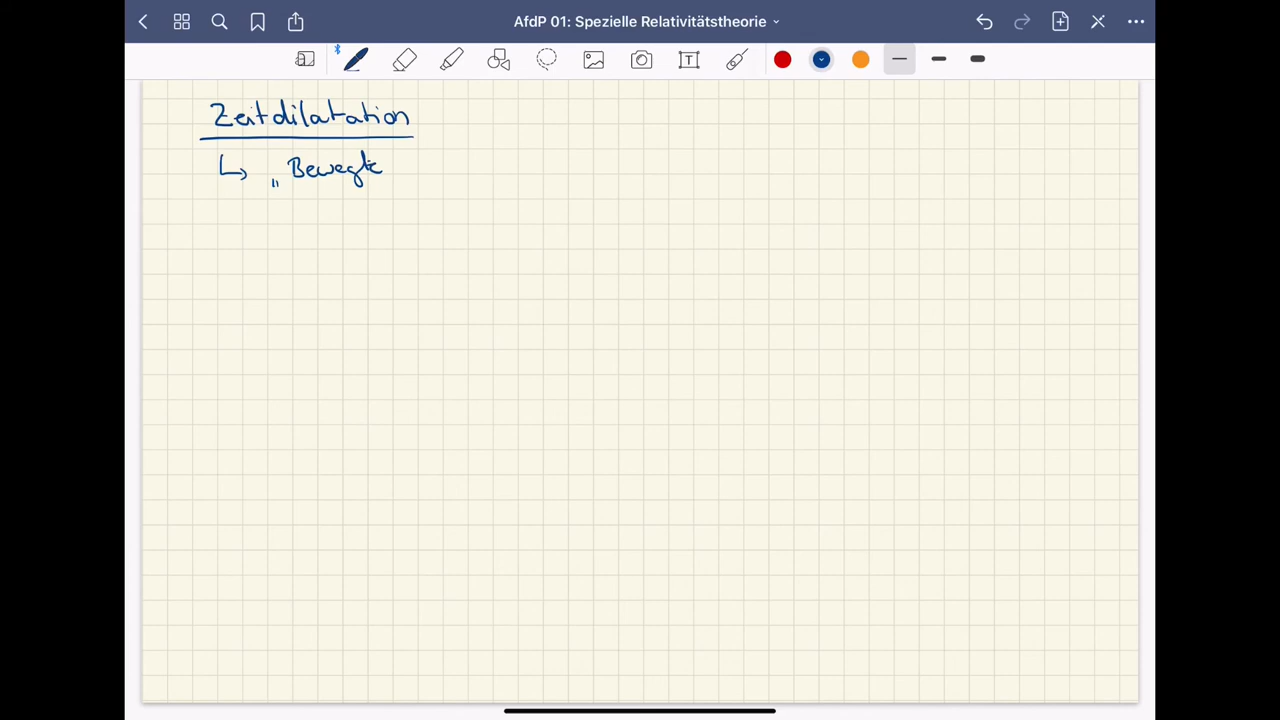 AfdP 01: Spezielle Relativitätstheorie
T
Zeitdilatation
↳ „Bewegte